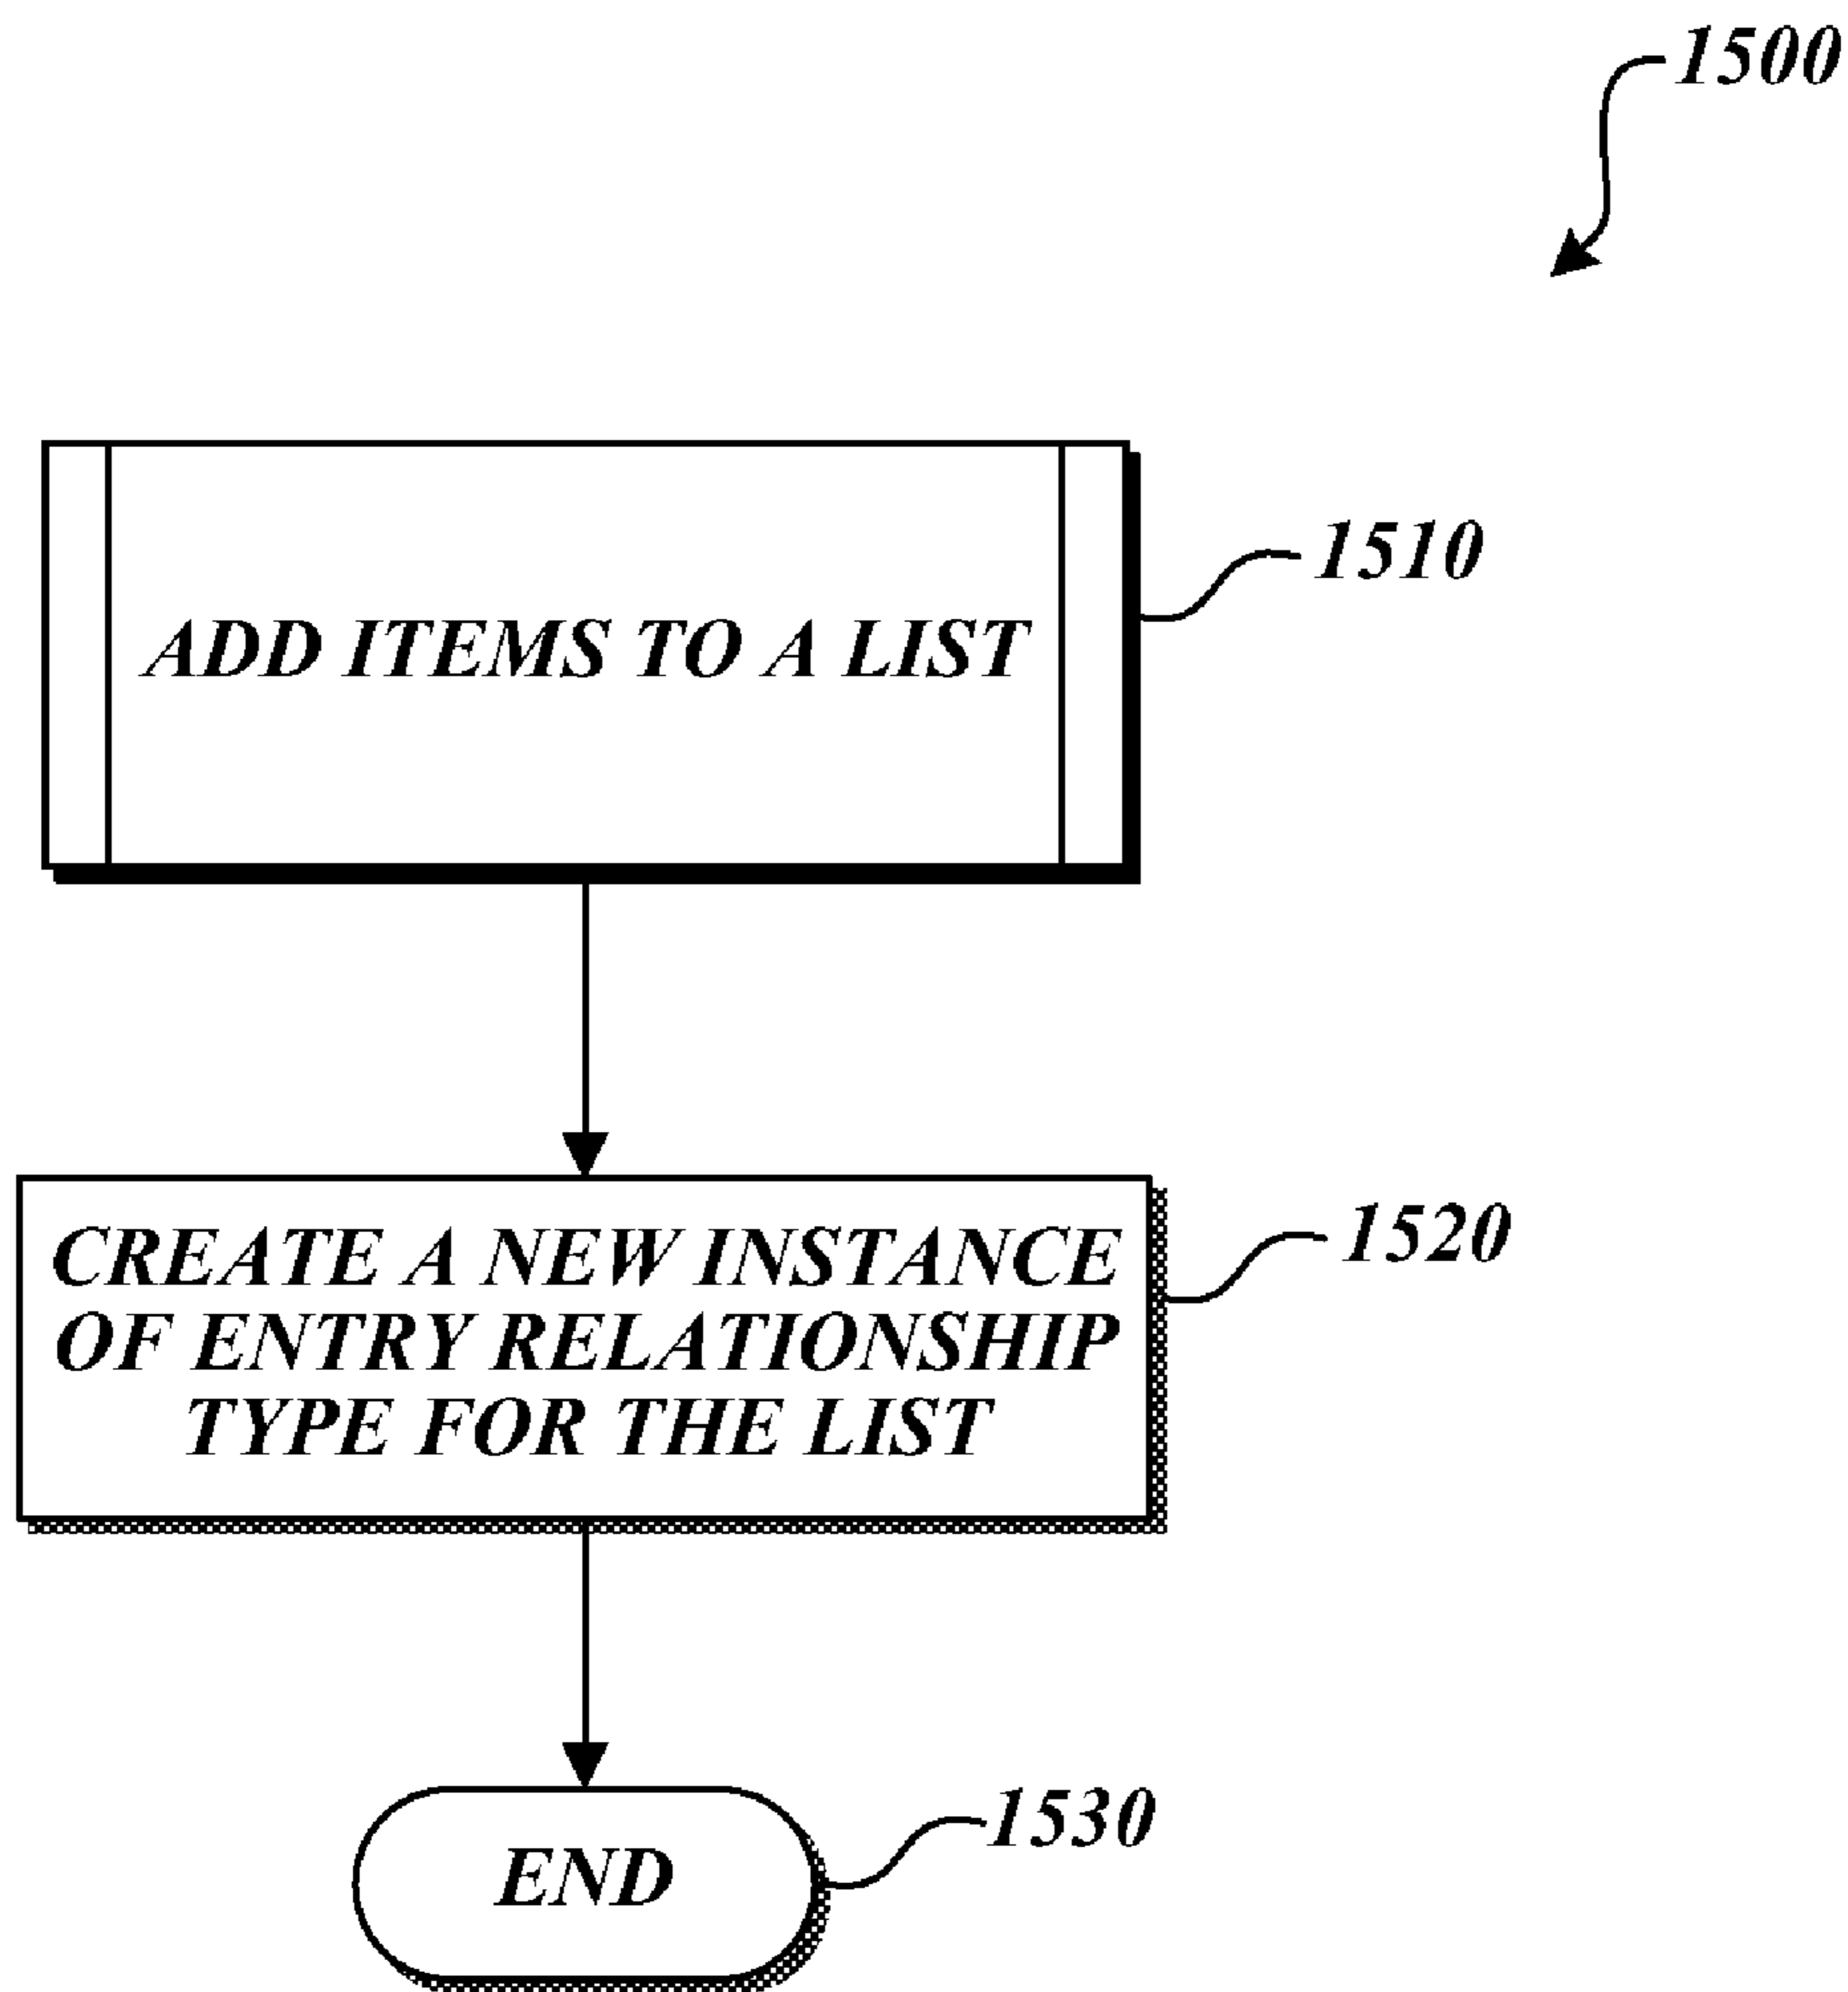 1500
1510
ADD ITEMS TO A LIST
1520
CREATE A NEW INSTANCE
OF ENTRY RELATIONSHIP
TYPE FOR THE LIST
1530
END